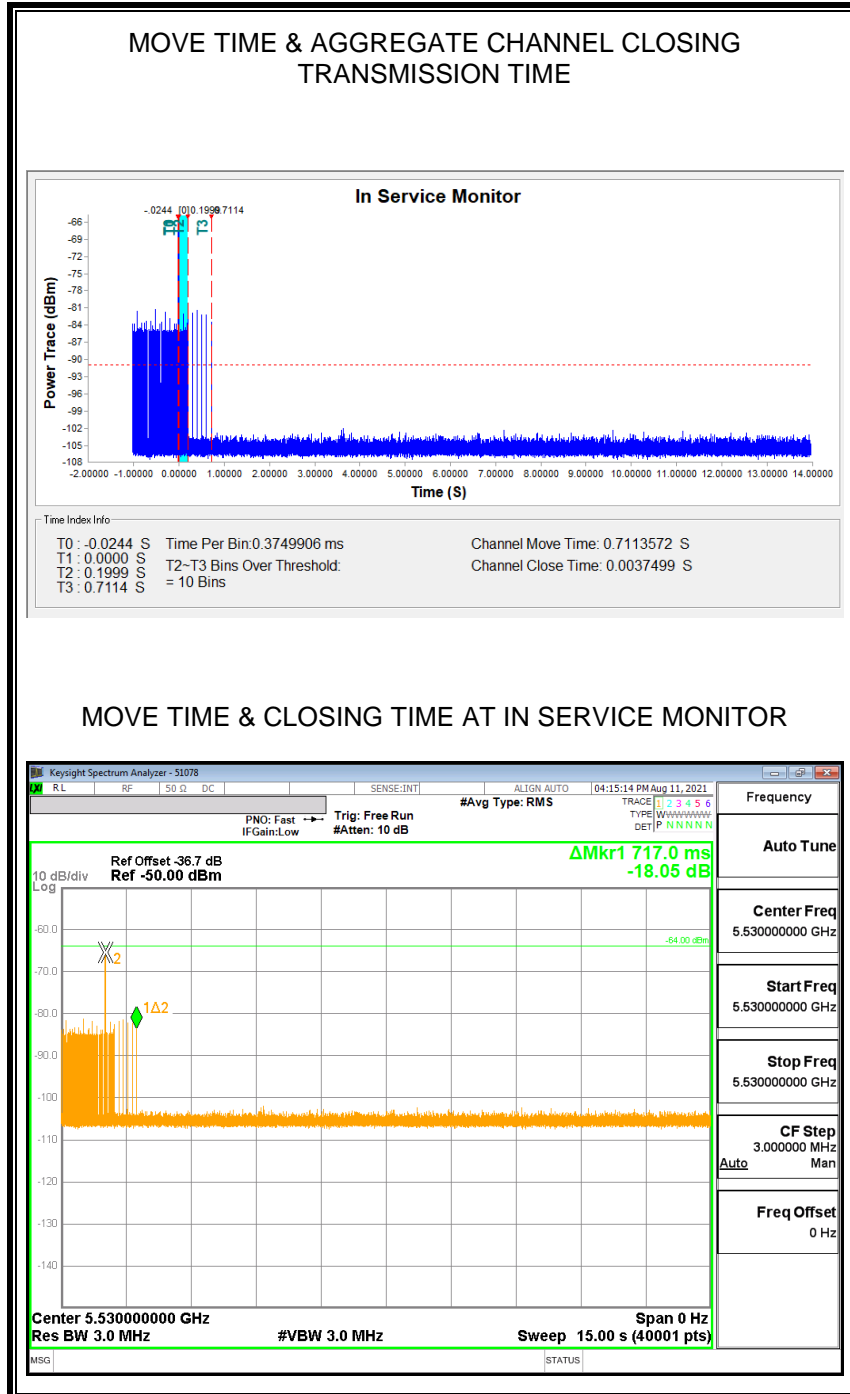 MOVE TIME & AGGREGATE CHANNEL CLOSING
TRANSMISSION TIME
In Service Monitor
-.0244 [0]0.1999 0.7114
T2
T3
Power Trace (dBm)
-66
-69
-72
-75
-78
-81
-84
-87
-90
-93
-96
-99
-102
-105
-108
-2.00000 -1.00000 0.00000 1.00000 2.00000 3.00000 4.00000 5.00000 6.00000 7.00000 8.00000 9.00000 10.00000 11.00000 12.00000 13.00000 14.00000
Time (S)
Time Index Info
T0 : -0.0244 S
T1 : 0.0000 S
T2 : 0.1999 S
T3 : 0.7114 S
Time Per Bin:0.3749906 ms
T2~T3 Bins Over Threshold:
= 10 Bins
Channel Move Time: 0.7113572 S
Channel Close Time: 0.0037499 S
MOVE TIME & CLOSING TIME AT IN SERVICE MONITOR
Keysight Spectrum Analyzer - 51078
LXI RL RF 50 Ω DC SENSE:INT ALIGN AUTO 04:15:14 PM Aug 11, 2021
#Avg Type: RMS
TRACE 1 2 3 4 5 6
TYPE WWWWWW
DET P N N N N N
PNO: Fast
IFGain:Low
Trig: Free Run
#Atten: 10 dB
Frequency
Auto Tune
Center Freq
5.530000000 GHz
Start Freq
5.530000000 GHz
Stop Freq
5.530000000 GHz
CF Step
3.000000 MHz
Auto Man
Freq Offset
0 Hz
ΔMkr1 717.0 ms
-18.05 dB
Ref Offset -36.7 dB
10 dB/div Ref -50.00 dBm
Log
-60.0
-70.0
-80.0
-90.0
-100
-110
-120
-130
-140
-64.00 dBm
2
1Δ2
Center 5.530000000 GHz Span 0 Hz
Res BW 3.0 MHz #VBW 3.0 MHz Sweep 15.00 s (40001 pts)
MSG STATUS